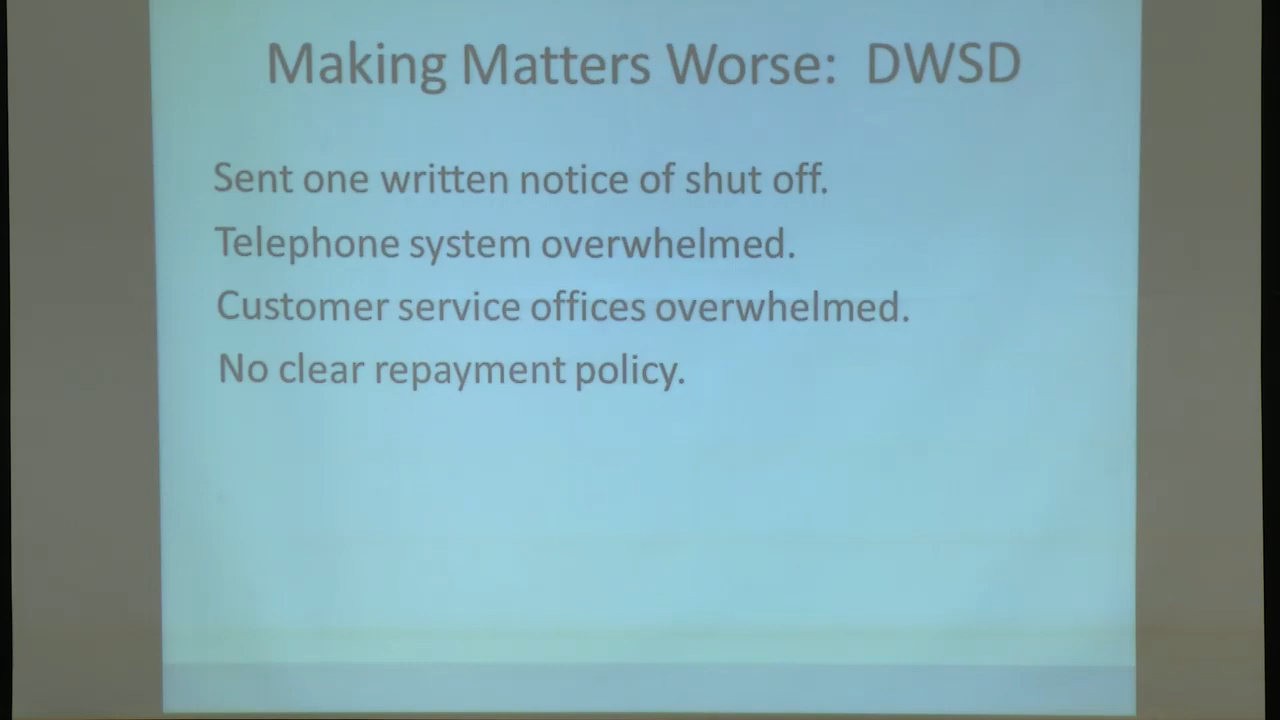 Making Matters Worse: DWSD
Sent one written notice of shut off.
Telephone system overwhelmed.
Customer service offices overwhelmed.
No clear repayment policy.